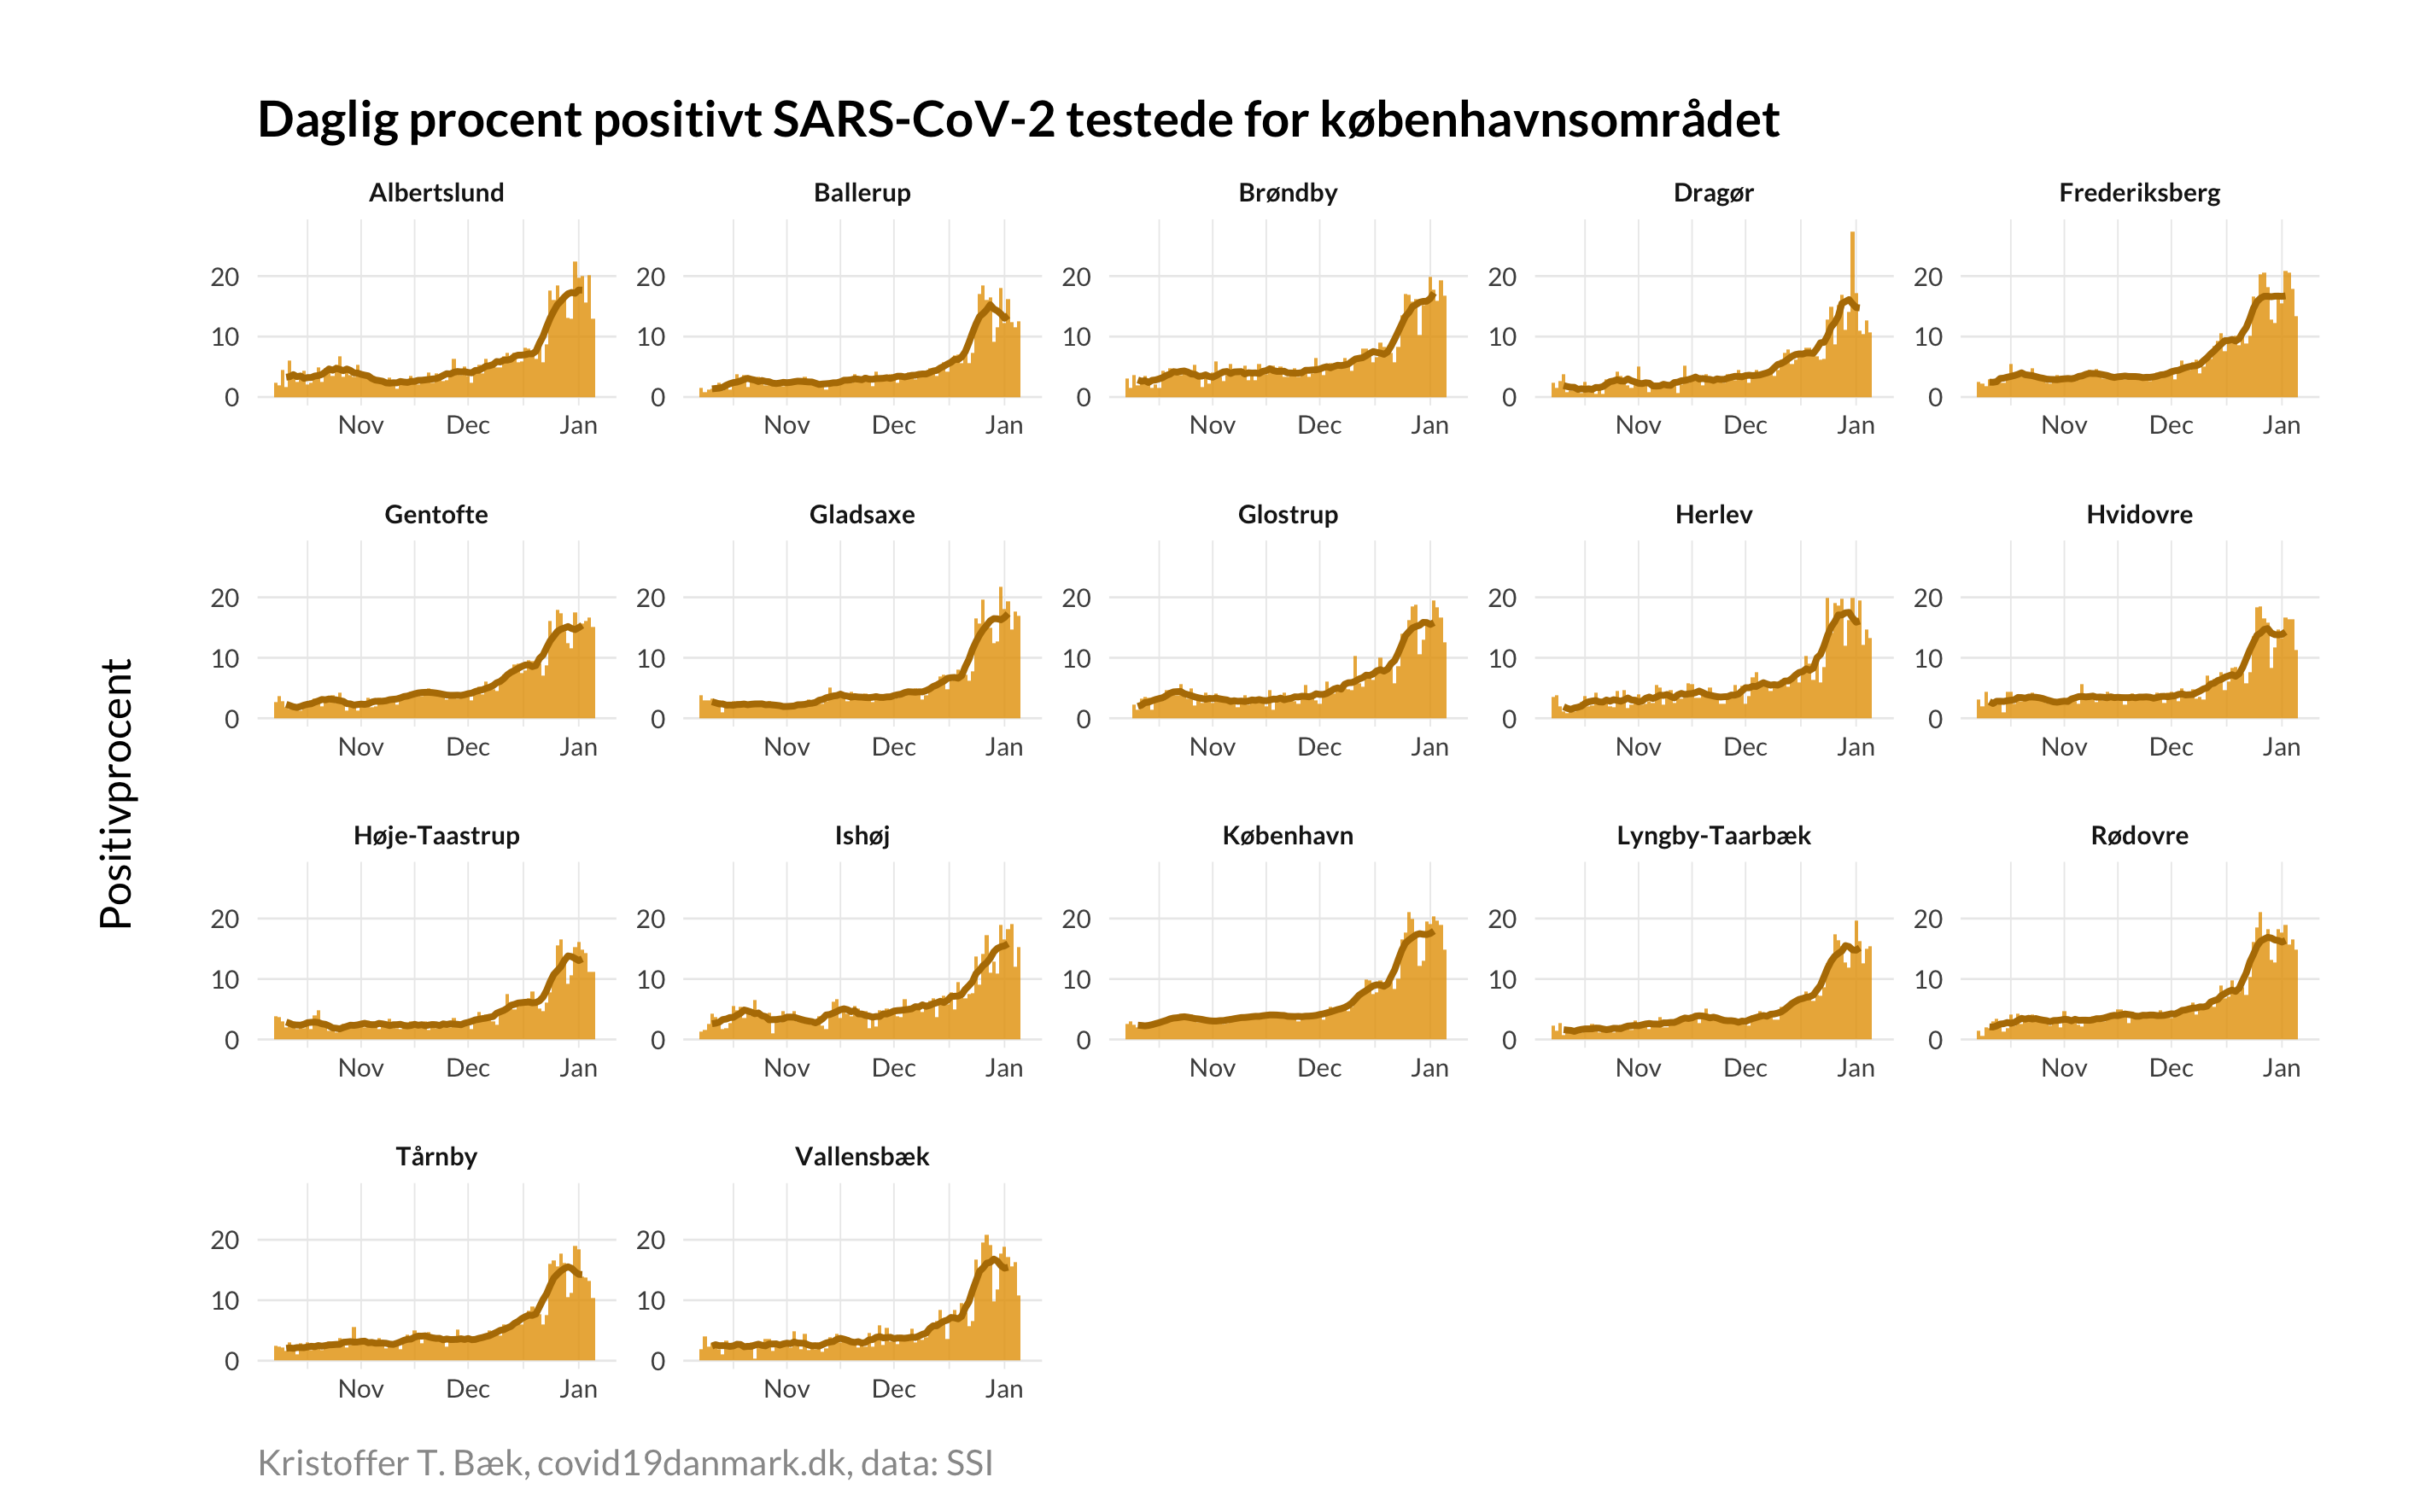 Daglig procent positivt SARS-CoV-2 testede for københavnsområdet
Positivprocent
Albertslund Ballerup Brøndby Dragør Frederiksberg
20 20 20 20 20
10 10 10 10 10
0 0 0 0 0
Nov Dec Jan Nov Dec Jan Nov Dec Jan Nov Dec Jan Nov Dec Jan
Gentofte Gladsaxe Glostrup Herlev Hvidovre
20 20 20 20 20
10 10 10 10 10
0 0 0 0 0
Nov Dec Jan Nov Dec Jan Nov Dec Jan Nov Dec Jan Nov Dec Jan
Høje-Taastrup Ishøj København Lyngby-Taarbæk Rødovre
20 20 20 20 20
10 10 10 10 10
0 0 0 0 0
Nov Dec Jan Nov Dec Jan Nov Dec Jan Nov Dec Jan Nov Dec Jan
Tårnby Vallensbæk
20 20
10 10
0 0
Nov Dec Jan Nov Dec Jan
Kristoffer T. Bæk, covid19danmark.dk, data: SSI